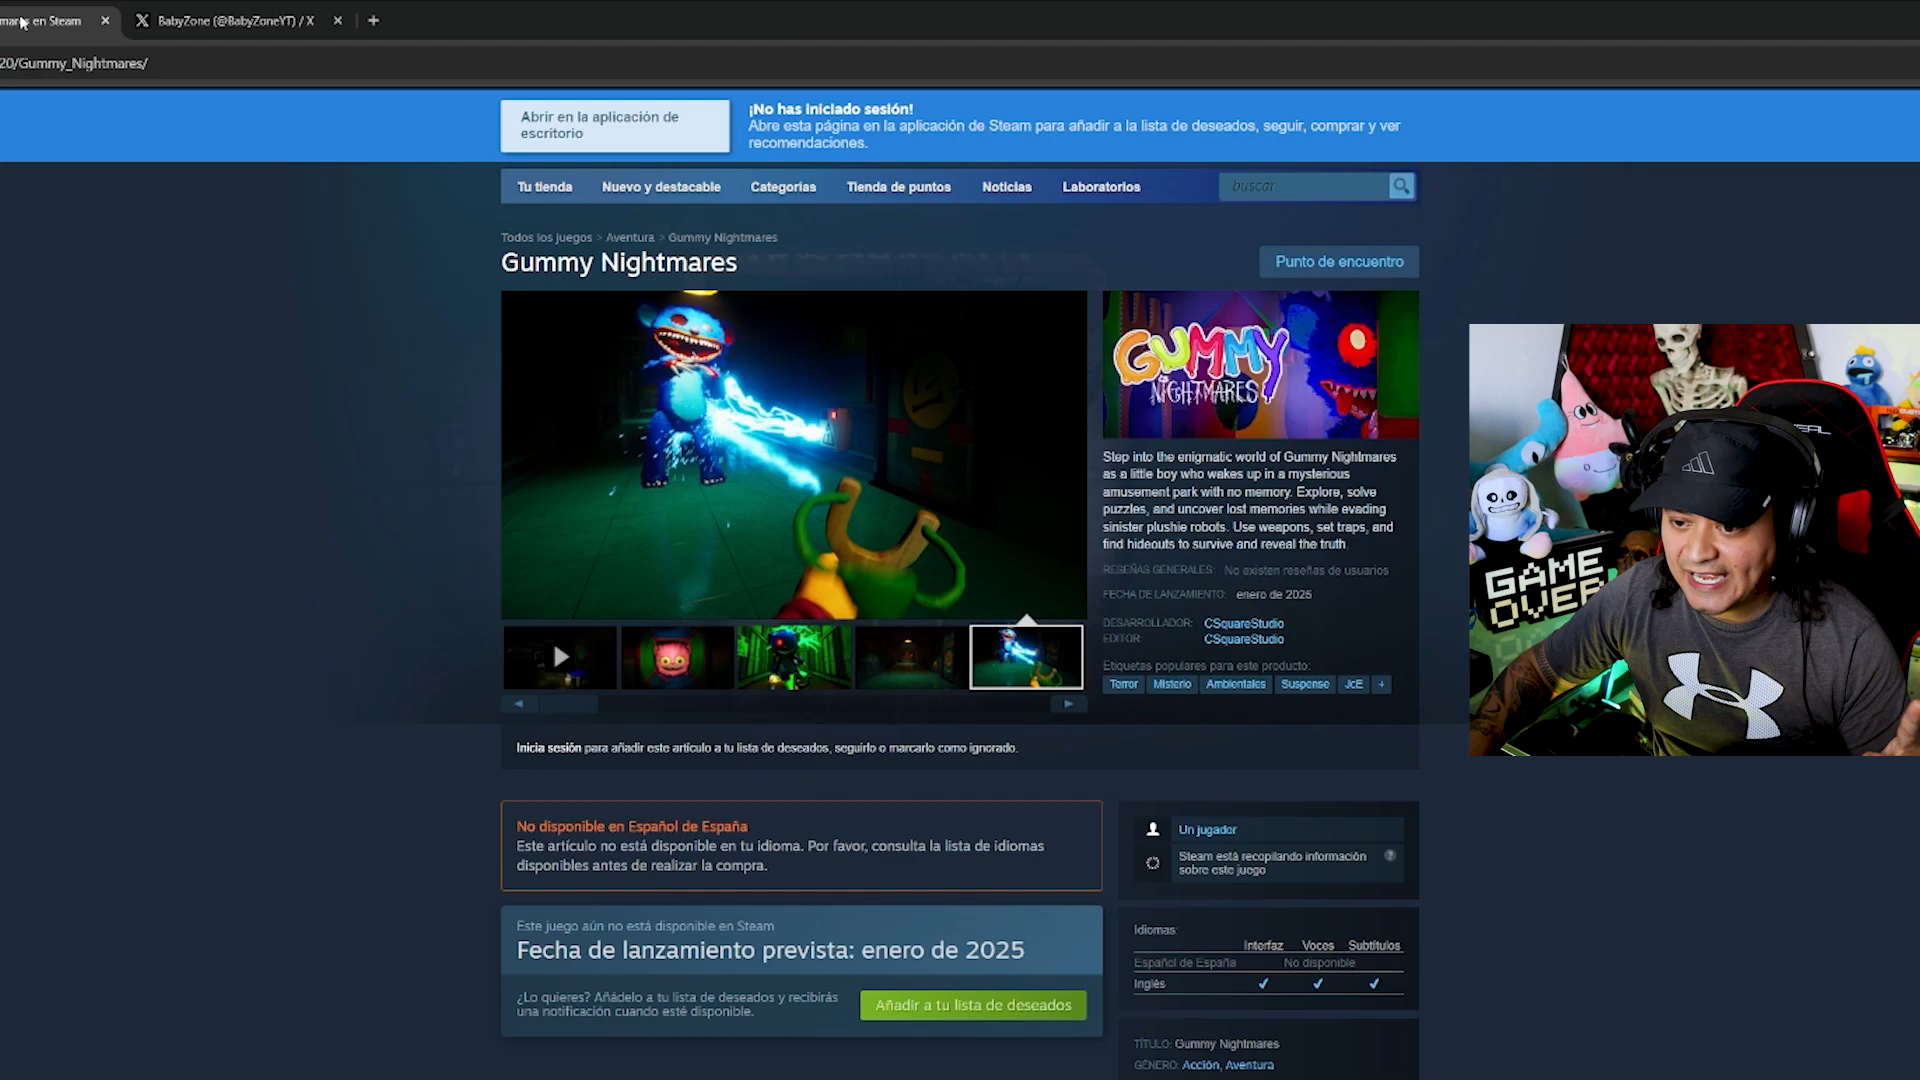 en Steam
BabyZone (@BabyZoneYT) / X
20/Gummy_Nightmares/
Abrir en la aplicación de
escritorio
¡No has iniciado sesión!
Abre esta página en la aplicación de Steam para añadir a la lista de deseados, seguir, comprar y ver
recomendaciones.
Tu tienda Nuevo y destacable Categorías Tienda de puntos Noticias Laboratorios
buscar
Todos los juegos > Aventura > Gummy Nightmares
Gummy Nightmares
Punto de encuentro
GUMMY
NIGHTMARES
Step into the enigmatic world of Gummy Nightmares
as a little boy who wakes up in a mysterious
amusement park with no memory. Explore, solve
puzzles, and uncover lost memories while evading
sinister plushie robots. Use weapons, set traps, and
find hideouts to survive and reveal the truth.
RESEÑAS GENERALES: No existen reseñas de usuarios
FECHA DE LANZAMIENTO: enero de 2025
DESARROLLADOR: CSquareStudio
EDITOR: CSquareStudio
Etiquetas populares para este producto:
Terror Misterio Ambientales Suspense JcE +
GAME
OVER
Inicia sesión para añadir este artículo a tu lista de deseados, seguirlo o marcarlo como ignorado.
No disponible en Español de España
Este artículo no está disponible en tu idioma. Por favor, consulta la lista de idiomas
disponibles antes de realizar la compra.
Un jugador
Steam está recopilando información
sobre este juego
?
Este juego aún no está disponible en Steam
Fecha de lanzamiento prevista: enero de 2025
¿Lo quieres? Añádelo a tu lista de deseados y recibirás
una notificación cuando esté disponible.
Añadir a tu lista de deseados
Idiomas:
Interfaz Voces Subtítulos
Español de España No disponible
Inglés ✔ ✔ ✔
TÍTULO: Gummy Nightmares
GÉNERO: Acción, Aventura